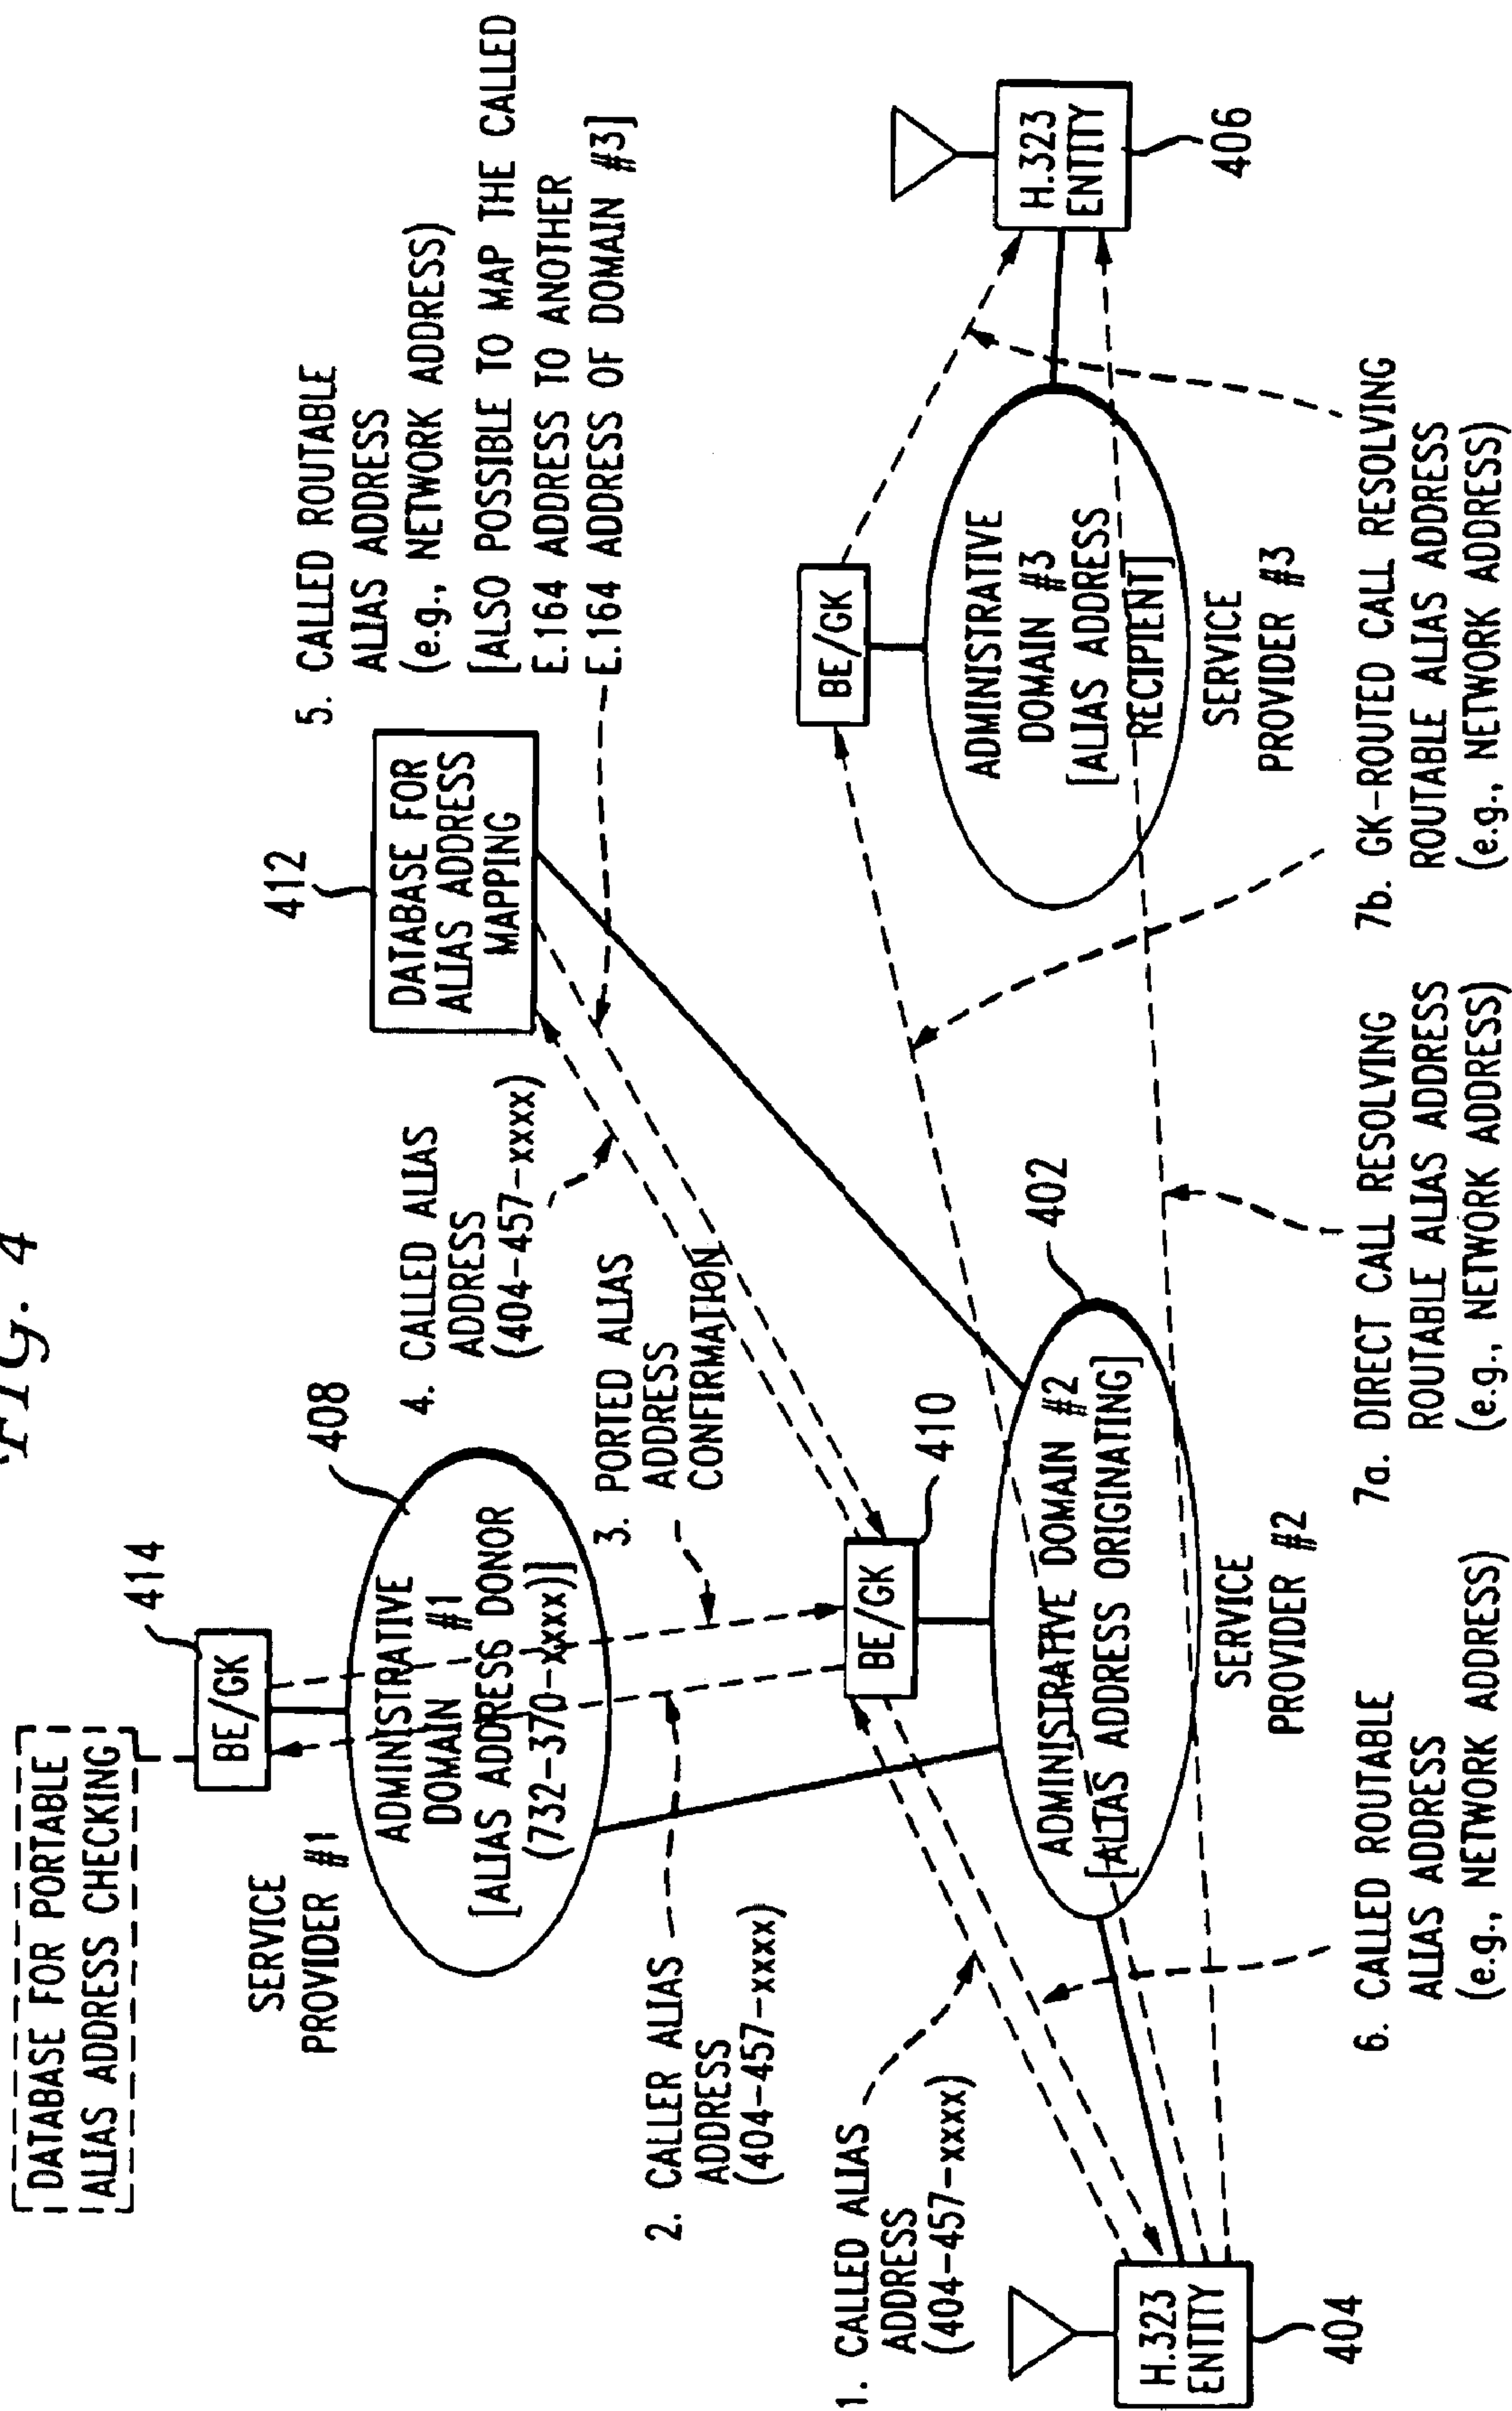 FIG. 4
DATABASE FOR PORTABLE
ALIAS ADDRESS CHECKING
414
BE/GK
SERVICE
PROVIDER #1
408
ADMINISTRATIVE
DOMAIN #1
[ALIAS ADDRESS DONOR
(732-370-xxxx)]
412
DATABASE FOR
ALIAS ADDRESS
MAPPING
5. CALLED ROUTABLE
ALIAS ADDRESS
(e.g., NETWORK ADDRESS)
[ALSO POSSIBLE TO MAP THE CALLED
E.164 ADDRESS TO ANOTHER
E.164 ADDRESS OF DOMAIN #3]
4. CALLED ALIAS
ADDRESS
(404-457-xxxx)
3. PORTED ALIAS
ADDRESS
CONFIRMATION
2. CALLER ALIAS
ADDRESS
(404-457-xxxx)
1. CALLED ALIAS
ADDRESS
(404-457-xxxx)
BE/GK
410
402
ADMINISTRATIVE DOMAIN #2
[ALIAS ADDRESS ORIGINATING]
SERVICE
PROVIDER #2
BE/GK
ADMINISTRATIVE
DOMAIN #3
[ALIAS ADDRESS
RECIPIENT]
SERVICE
PROVIDER #3
H.323
ENTITY
404
H.323
ENTITY
406
6. CALLED ROUTABLE
ALIAS ADDRESS
(e.g., NETWORK ADDRESS)
7a. DIRECT CALL RESOLVING
ROUTABLE ALIAS ADDRESS
(e.g., NETWORK ADDRESS)
7b. GK-ROUTED CALL RESOLVING
ROUTABLE ALIAS ADDRESS
(e.g., NETWORK ADDRESS)